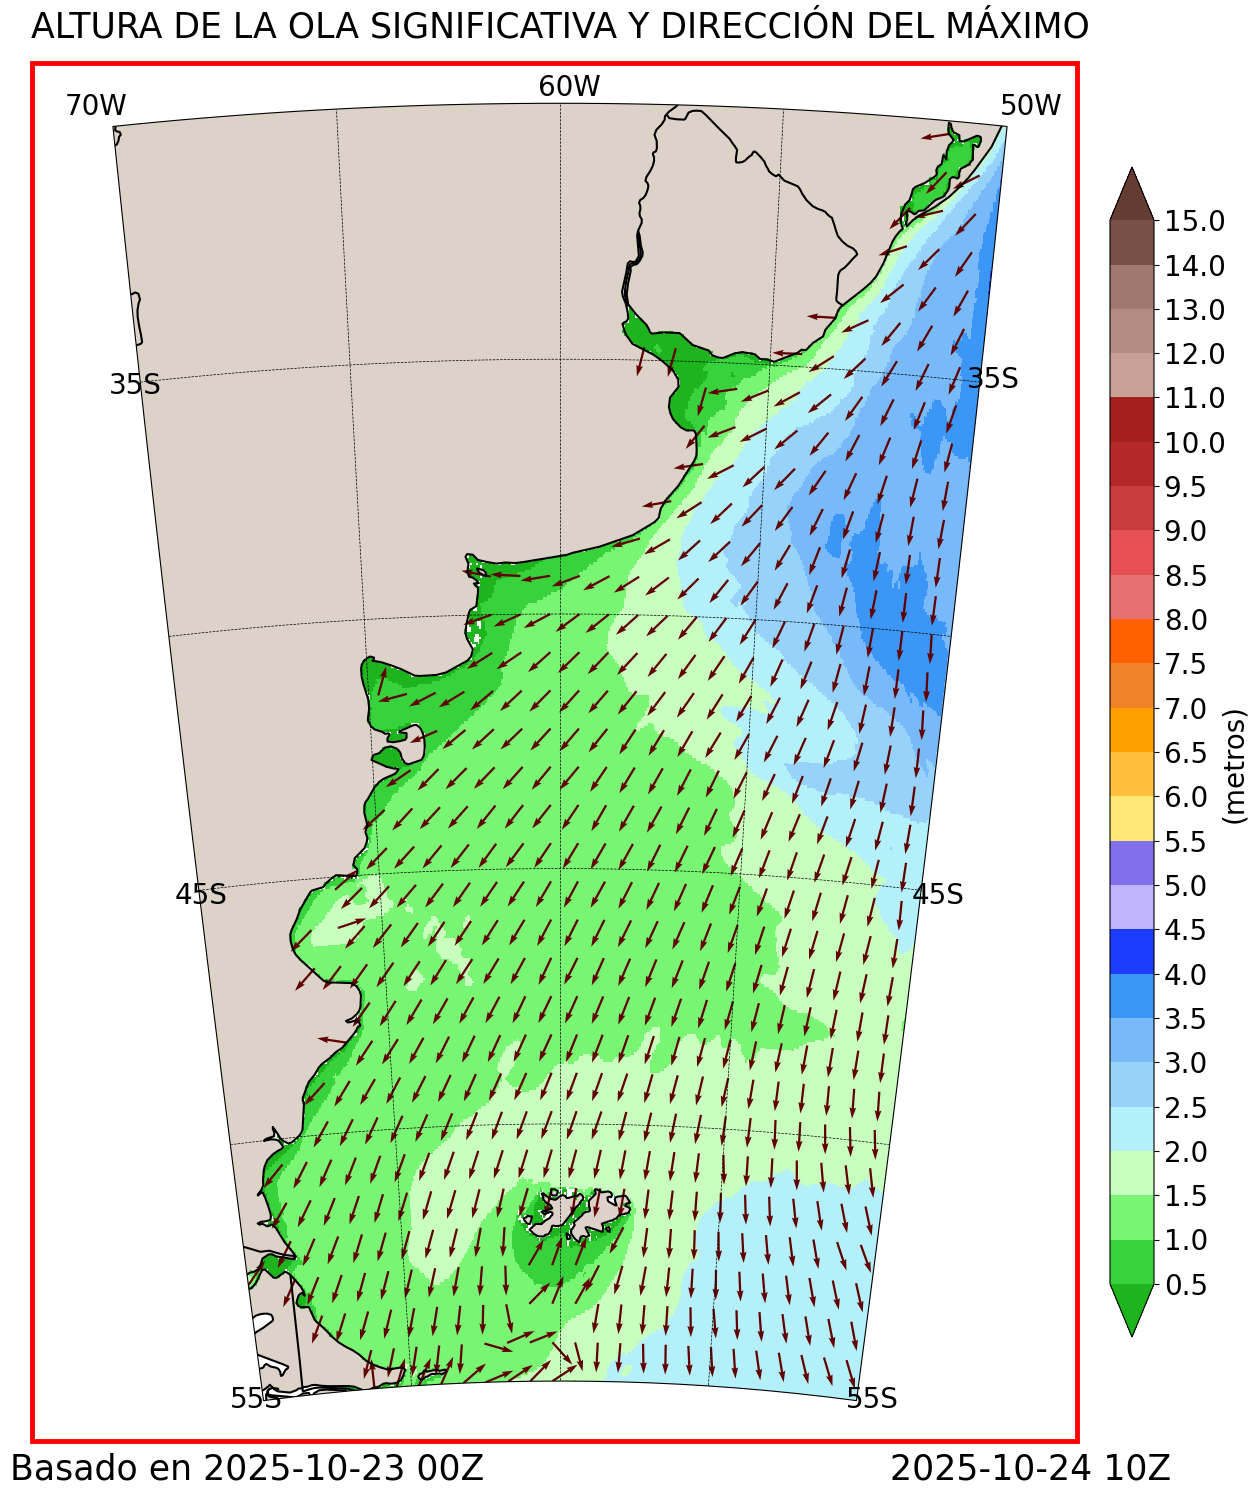 ALTURA DE LA OLA SIGNIFICATIVA Y DIRECCIÓN DEL MÁXIMO
70W
60W
50W
35S
35S
45S
45S
55S
55S
15.0
14.0
13.0
12.0
11.0
10.0
9.5
9.0
8.5
8.0
7.5
7.0
6.5
6.0
5.5
5.0
4.5
4.0
3.5
3.0
2.5
2.0
1.5
1.0
0.5
(metros)
Basado en 2025-10-23 00Z
2025-10-24 10Z